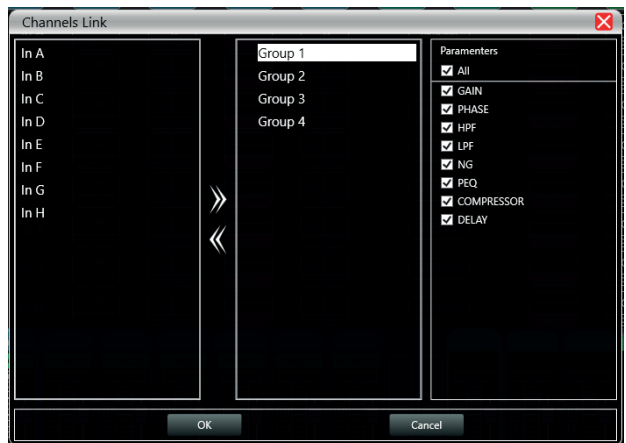 Channels Link
In A
In B
In C
In D
In E
In F
In G
In H
Group 1
Group 2
Group 3
Group 4
Paramenters
All
GAIN
PHASE
HPF
LPF
NG
PEQ
COMPRESSOR
DELAY
OK
Cancel